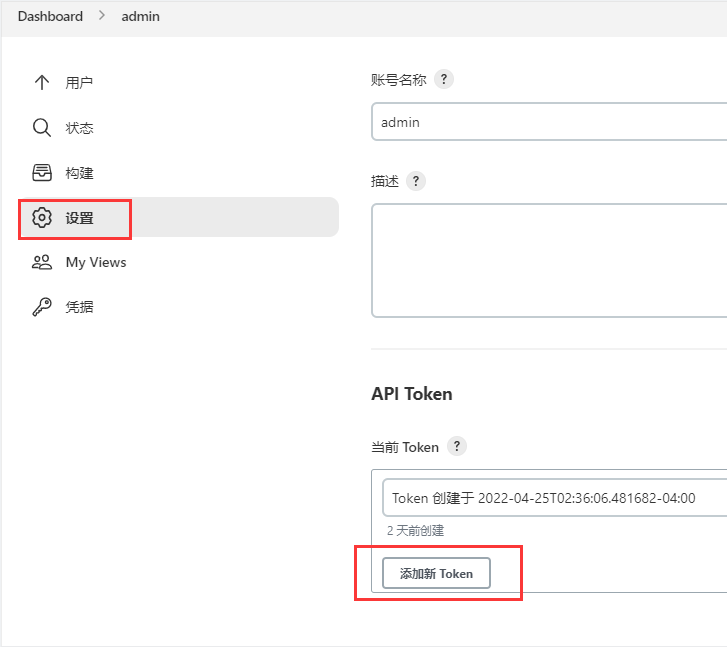 Dashboard > admin
用户
状态
构建
设置
My Views
凭据
账号名称 ?
admin
描述 ?
API Token
当前 Token ?
Token 创建于 2022-04-25T02:36:06.481682-04:00
2 天前创建
添加新 Token